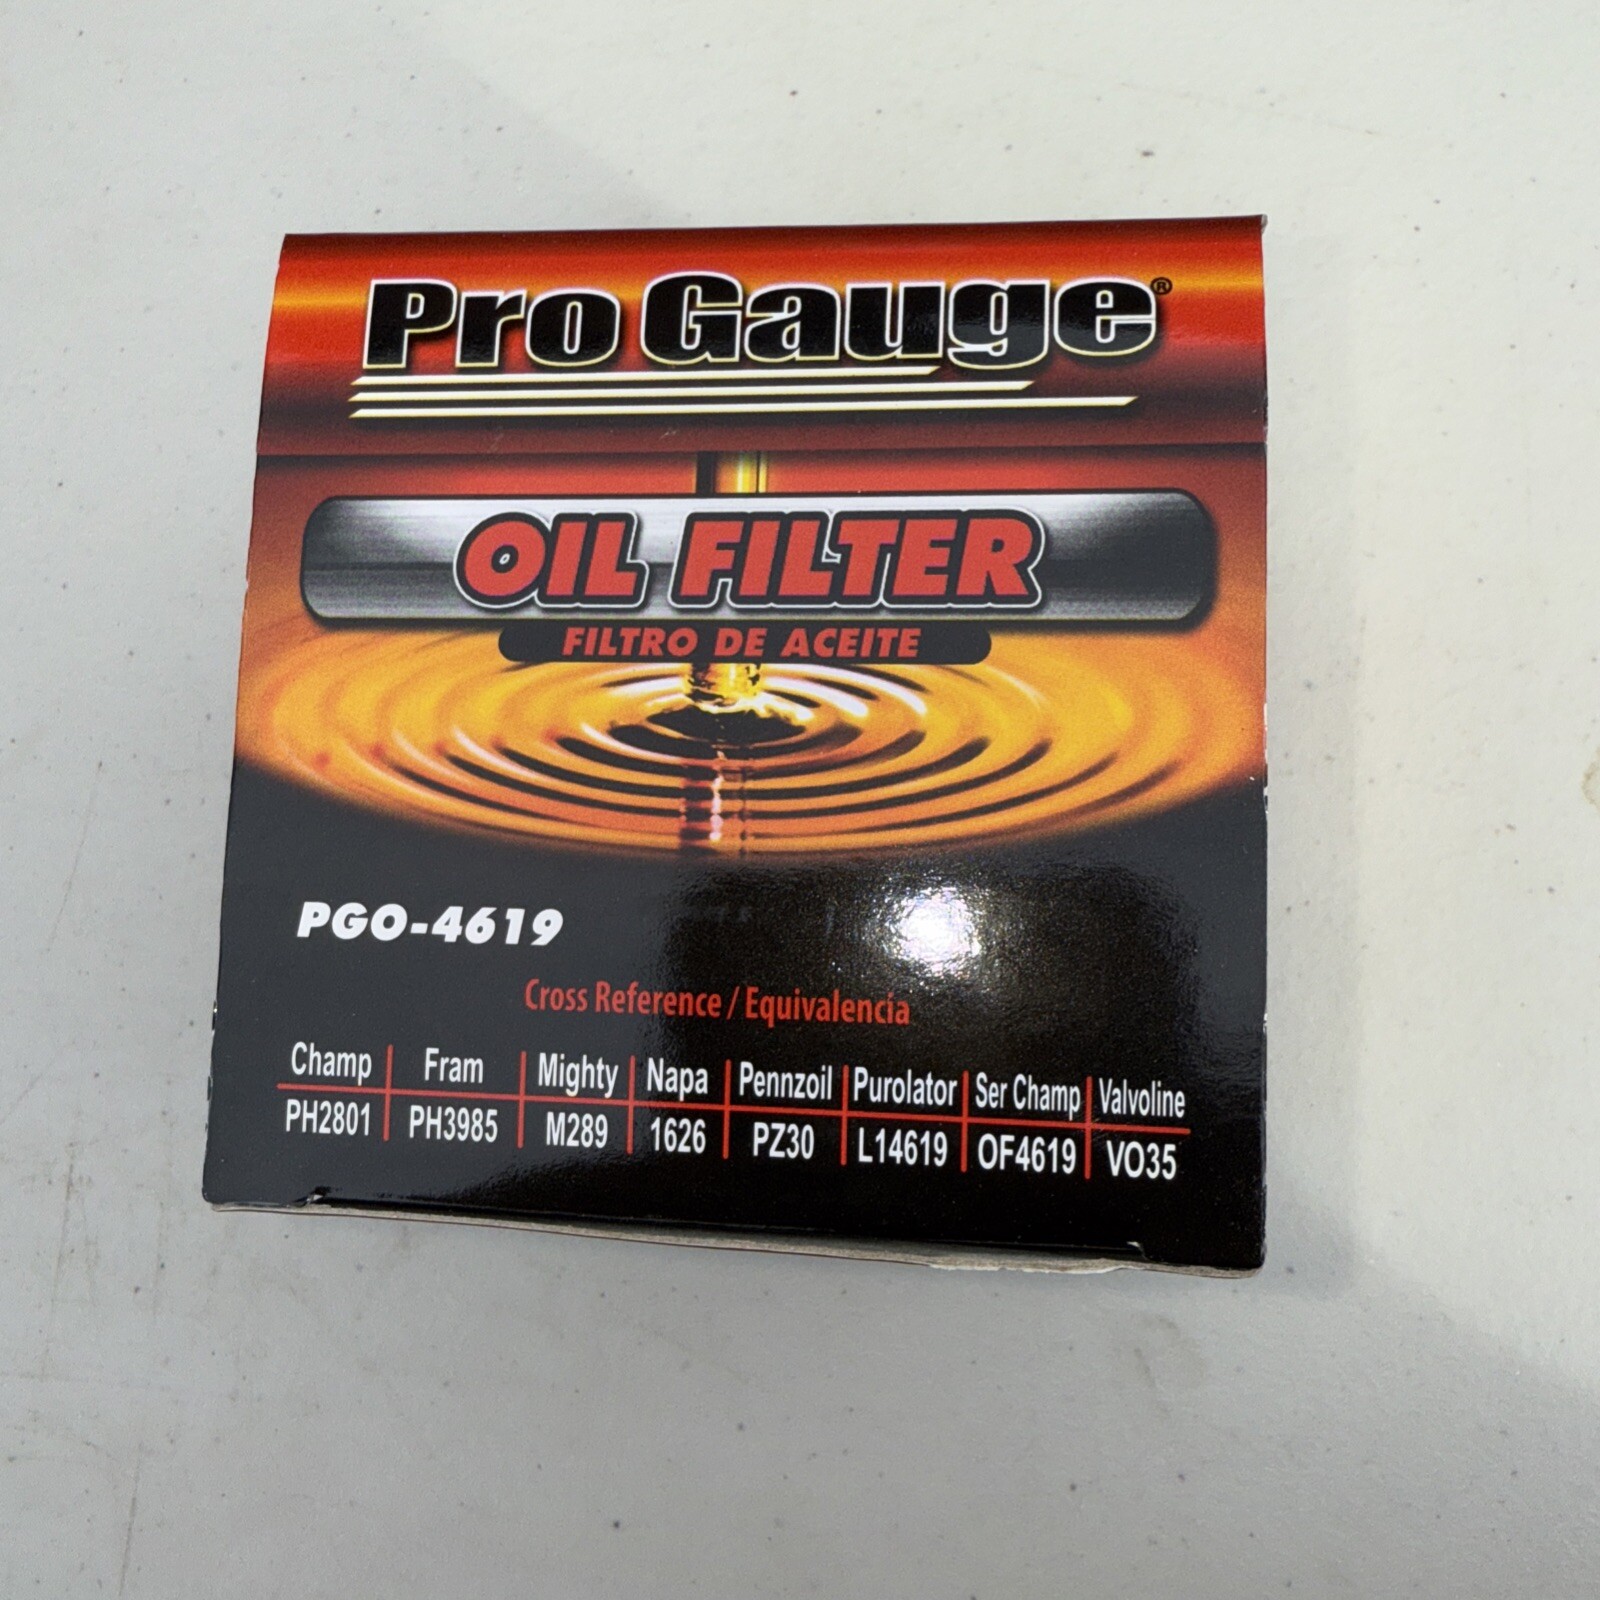 Pro Gauge®
OIL FILTER
FILTRO DE ACEITE
PGO-4619
Cross Reference / Equivalencia
Champ Fram Mighty Napa Pennzoil Purolator Ser Champ Valvoline
PH2801 PH3985 M289 1626 PZ30 L14619 OF4619 VO35